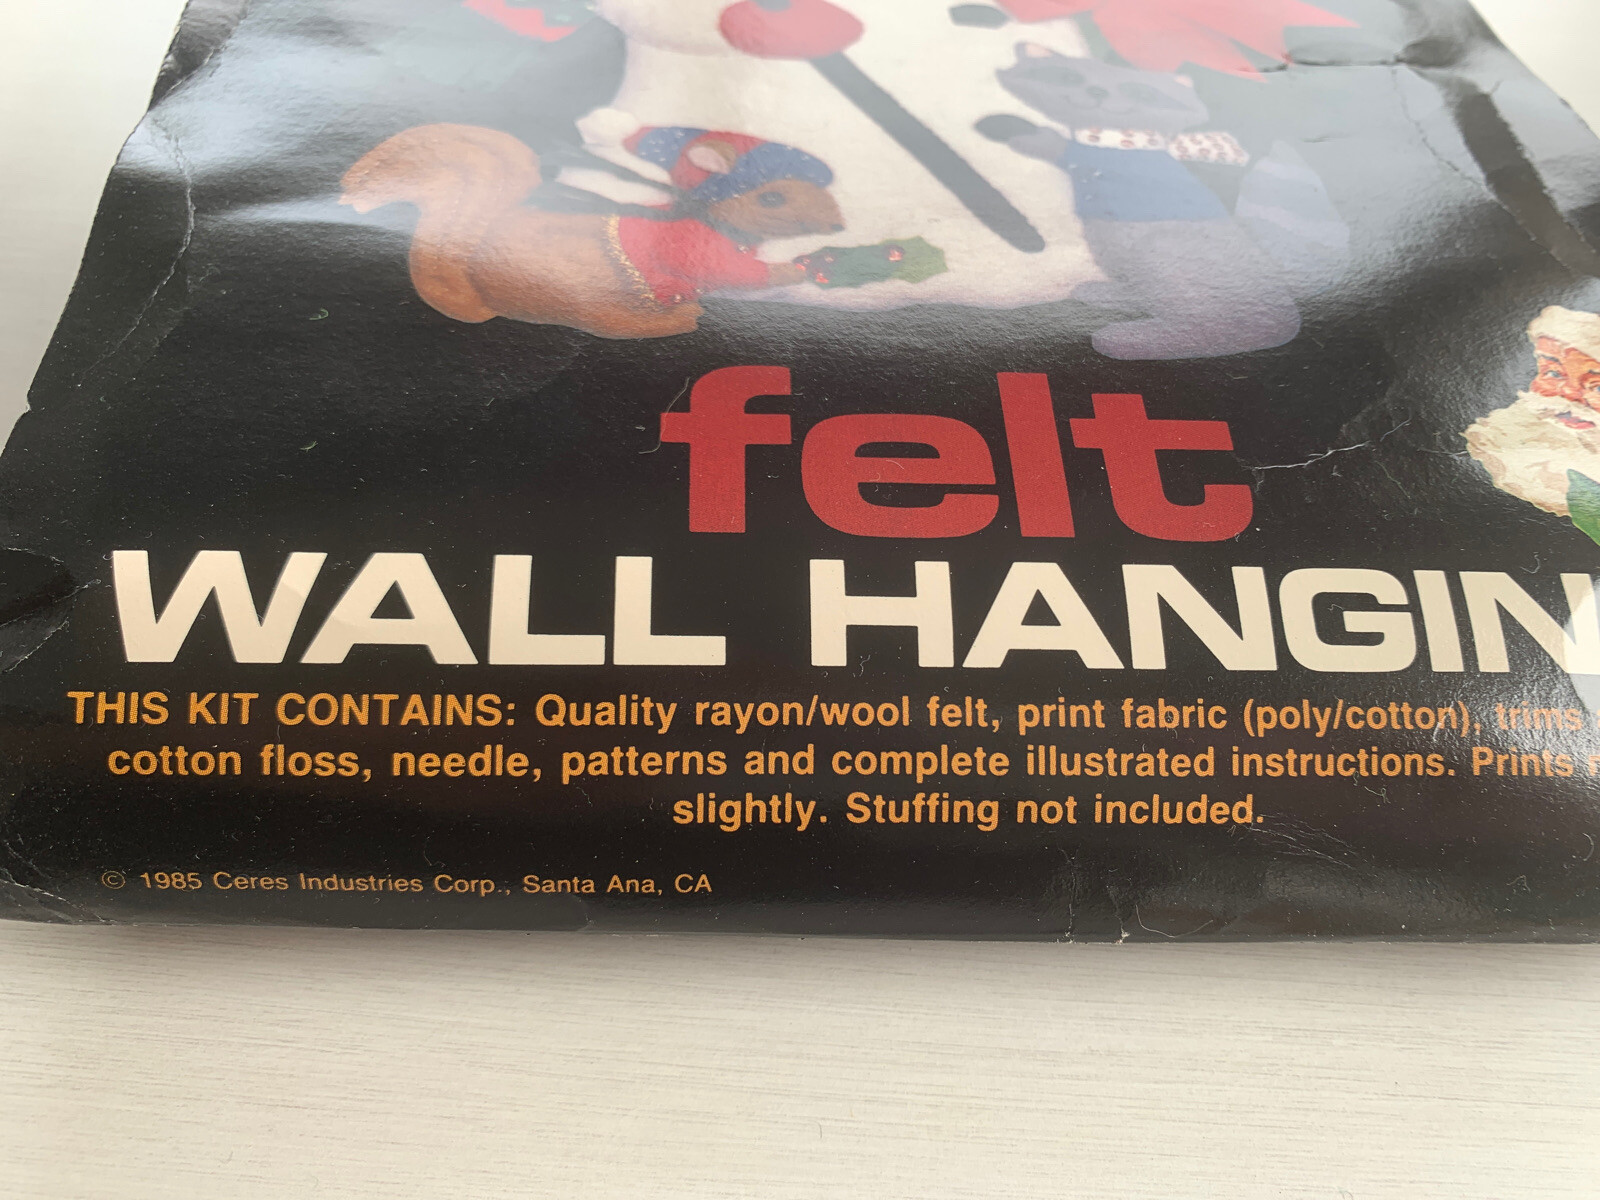 felt
WALL HANGIN
THIS KIT CONTAINS: Quality rayon/wool felt, print fabric (poly/cotton), trims
cotton floss, needle, patterns and complete illustrated instructions. Prints
slightly. Stuffing not included.
© 1985 Ceres Industries Corp., Santa Ana, CA